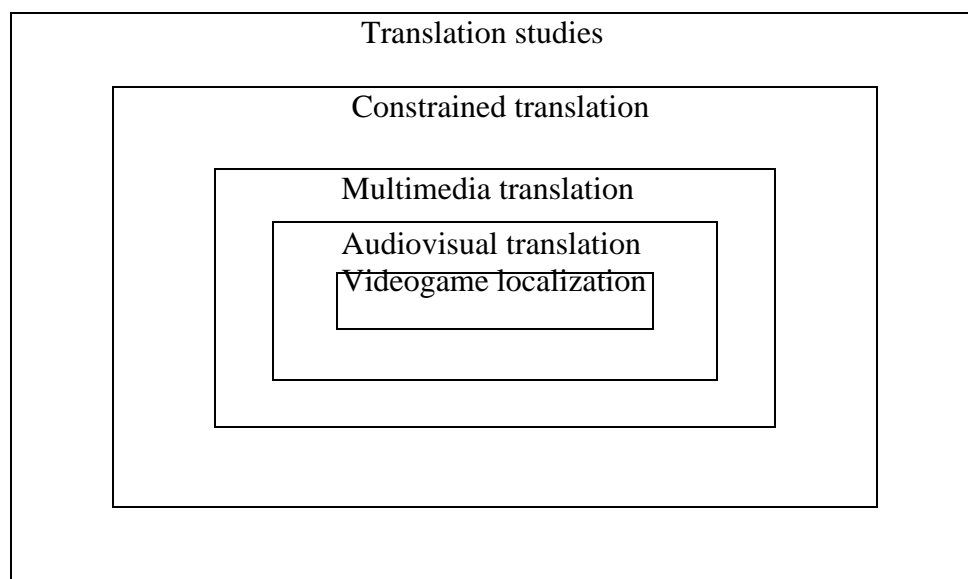 Translation studies
Constrained translation
Multimedia translation
Audiovisual translation
Videogame localization